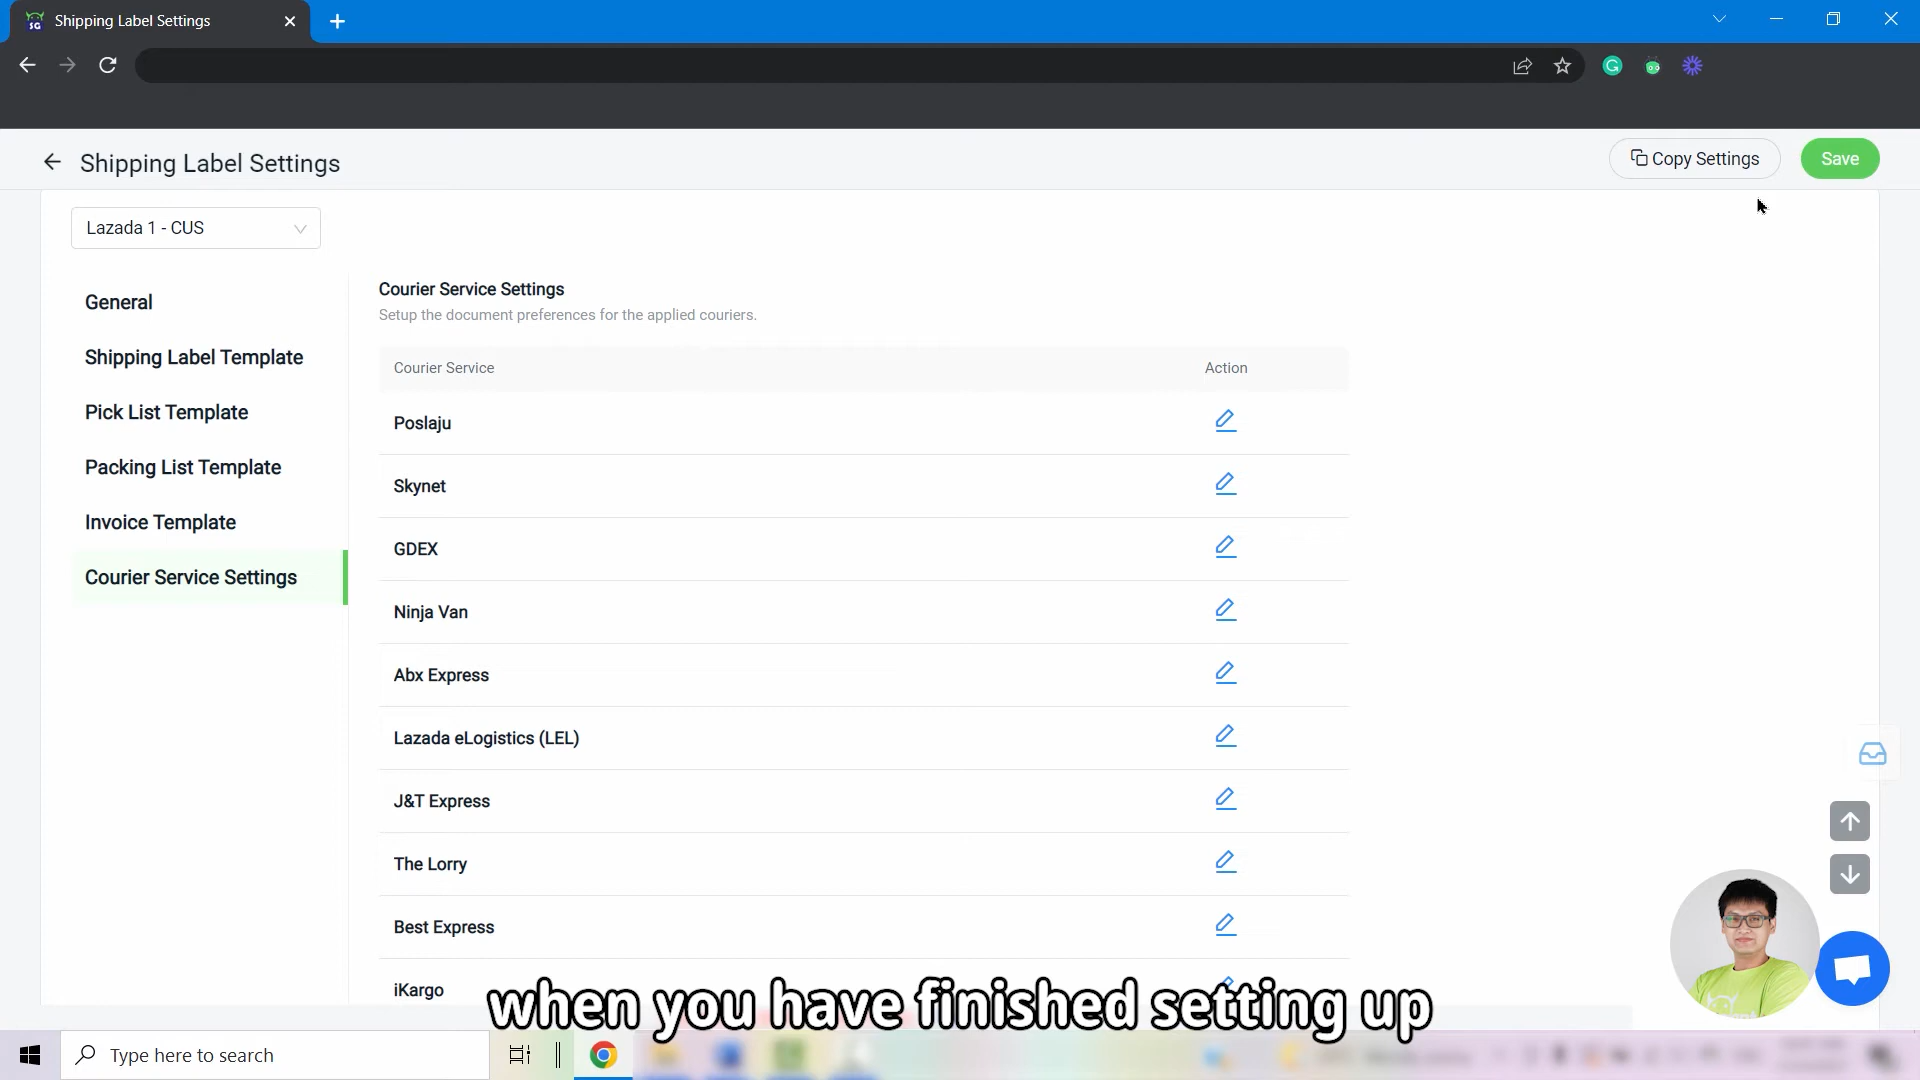 Shipping Label Settings
Shipping Label Settings
Copy Settings
Save
Lazada 1 - CUS
General
Shipping Label Template
Pick List Template
Packing List Template
Invoice Template
Courier Service Settings
Courier Service Settings
Setup the document preferences for the applied couriers.
Courier Service Action
Poslaju
Skynet
GDEX
Ninja Van
Abx Express
Lazada eLogistics (LEL)
J&T Express
The Lorry
Best Express
iKargo
when you have finished setting up
Type here to search